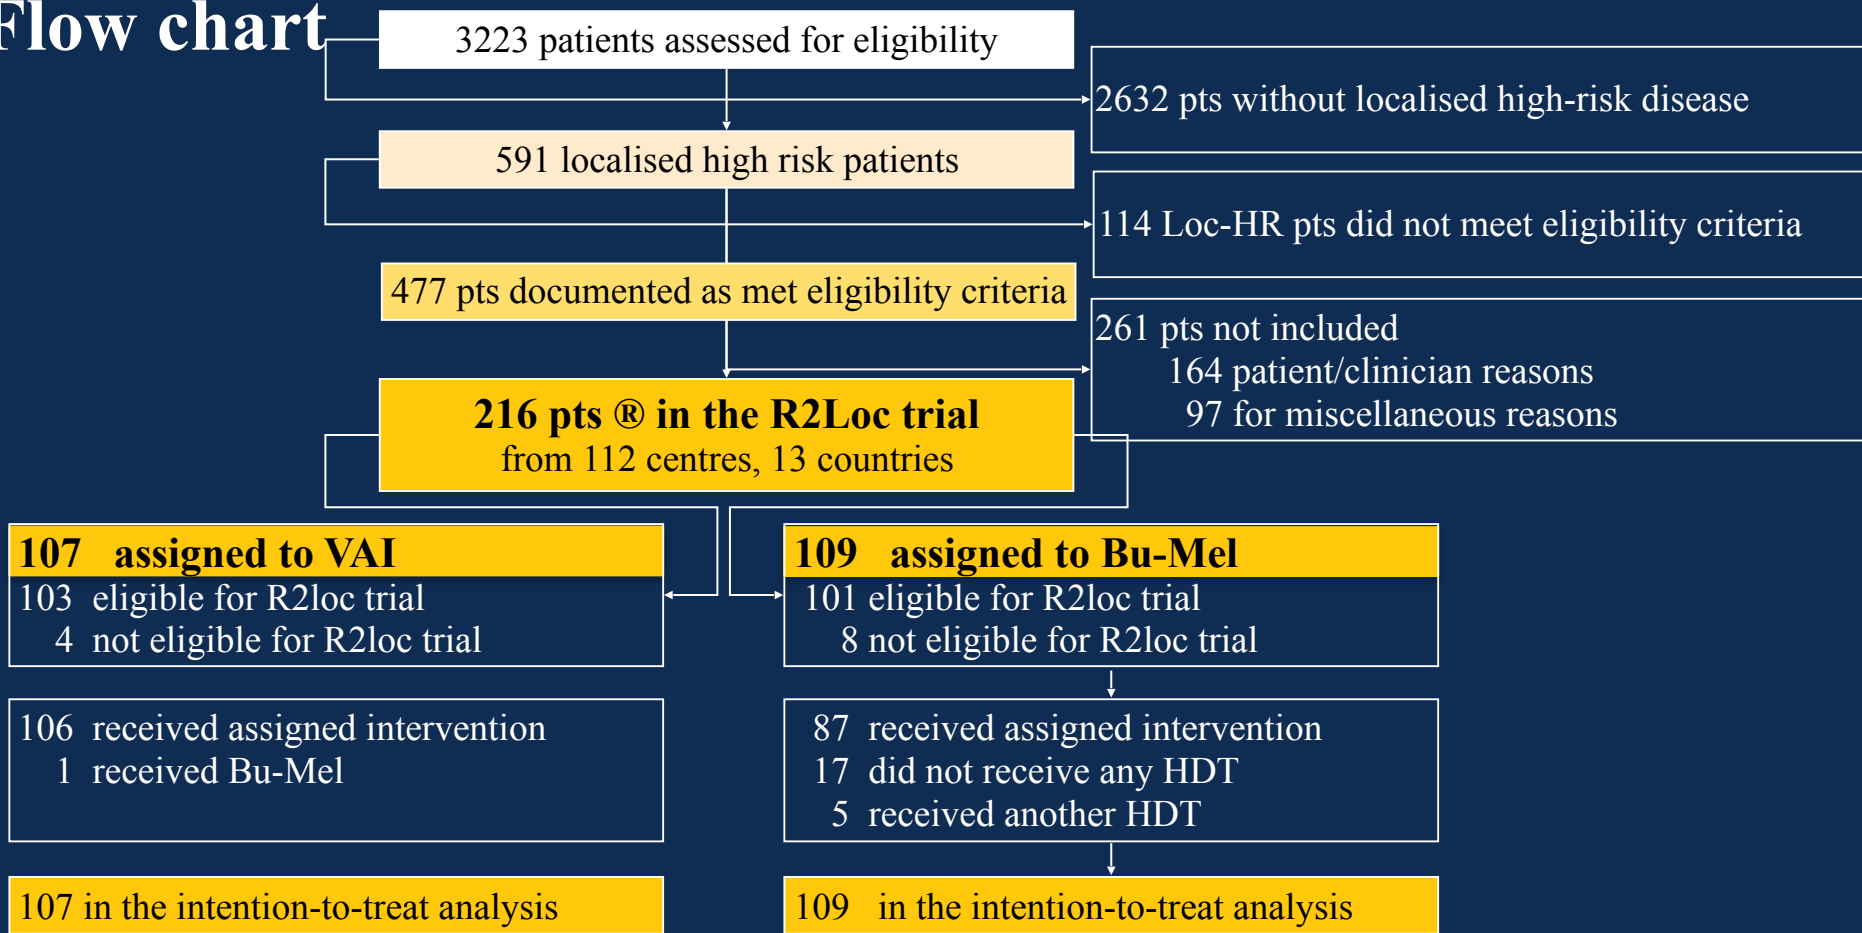 Flow chart
3223 patients assessed for eligibility
2632 pts without localised high-risk disease
591 localised high risk patients
114 Loc-HR pts did not meet eligibility criteria
477 pts documented as met eligibility criteria
261 pts not included
164 patient/clinician reasons
97 for miscellaneous reasons
216 pts ® in the R2Loc trial
from 112 centres, 13 countries
107 assigned to VAI
103 eligible for R2loc trial
4 not eligible for R2loc trial
109 assigned to Bu-Mel
101 eligible for R2loc trial
8 not eligible for R2loc trial
106 received assigned intervention
1 received Bu-Mel
87 received assigned intervention
17 did not receive any HDT
5 received another HDT
107 in the intention-to-treat analysis
109 in the intention-to-treat analysis